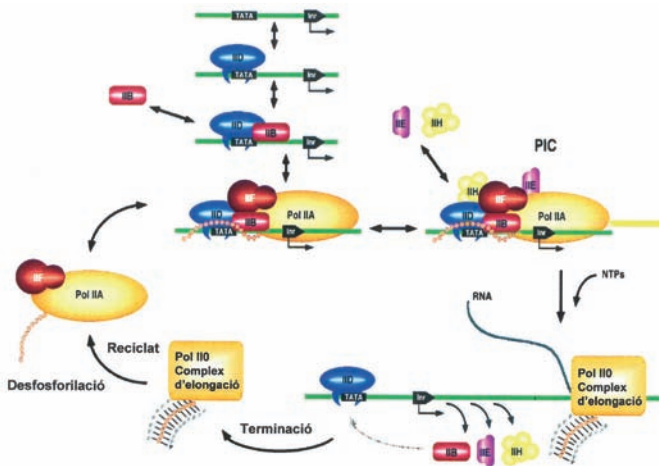 TATA Inr
IID
TATA Inr
IIB
IID IIB
TATA Inr
IIE IIH
PIC
IIF
IID IIB Pol IIA
TATA Inr
IIH IIE
IIF
IID IIB Pol IIA
TATA Inr
NTPs
RNA
IIF
Pol IIA
Reciclat
Desfosforilació
Pol II0
Complex
d'elongació
Terminació
IID
TATA Inr
IIB IIE IIH
Pol II0
Complex
d'elongació